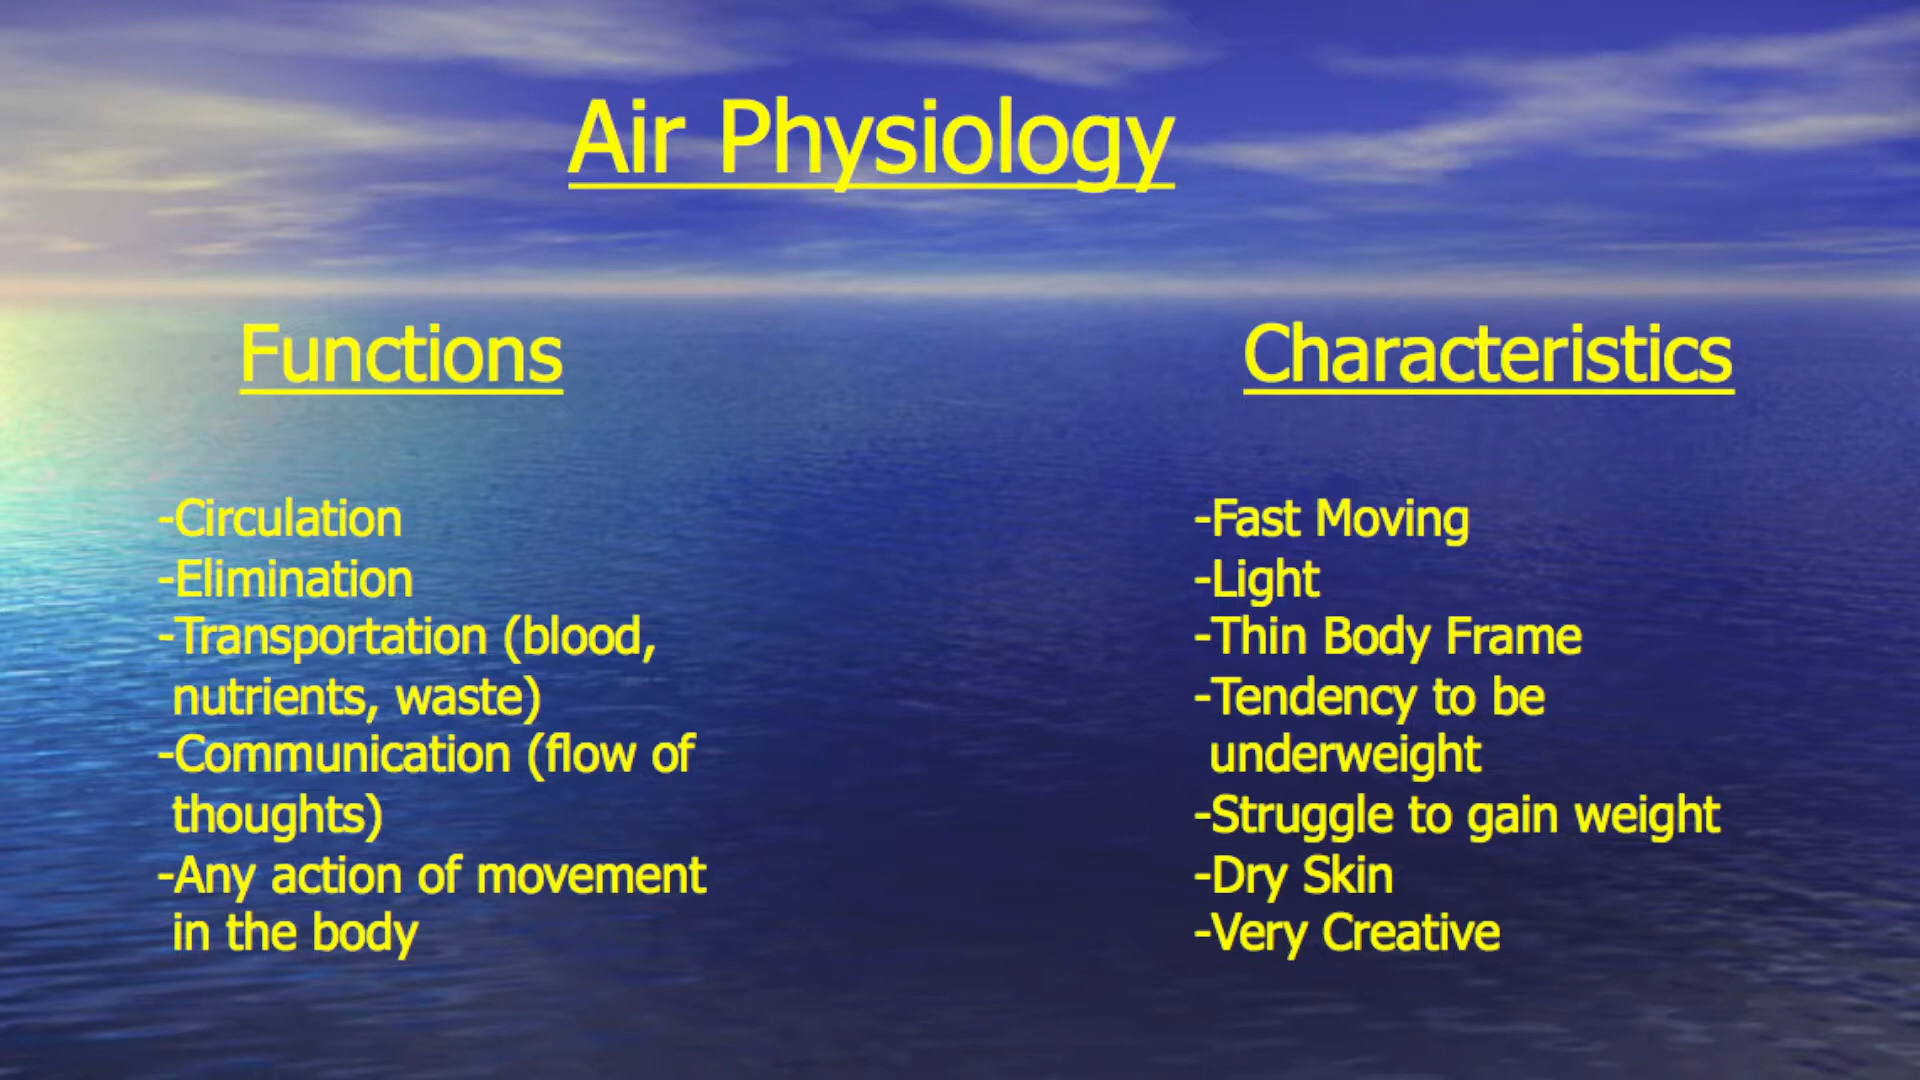 Air Physiology
Functions
-Circulation
-Elimination
-Transportation (blood,
nutrients, waste)
-Communication (flow of
thoughts)
-Any action of movement
in the body
Characteristics
-Fast Moving
-Light
-Thin Body Frame
-Tendency to be
underweight
-Struggle to gain weight
-Dry Skin
-Very Creative